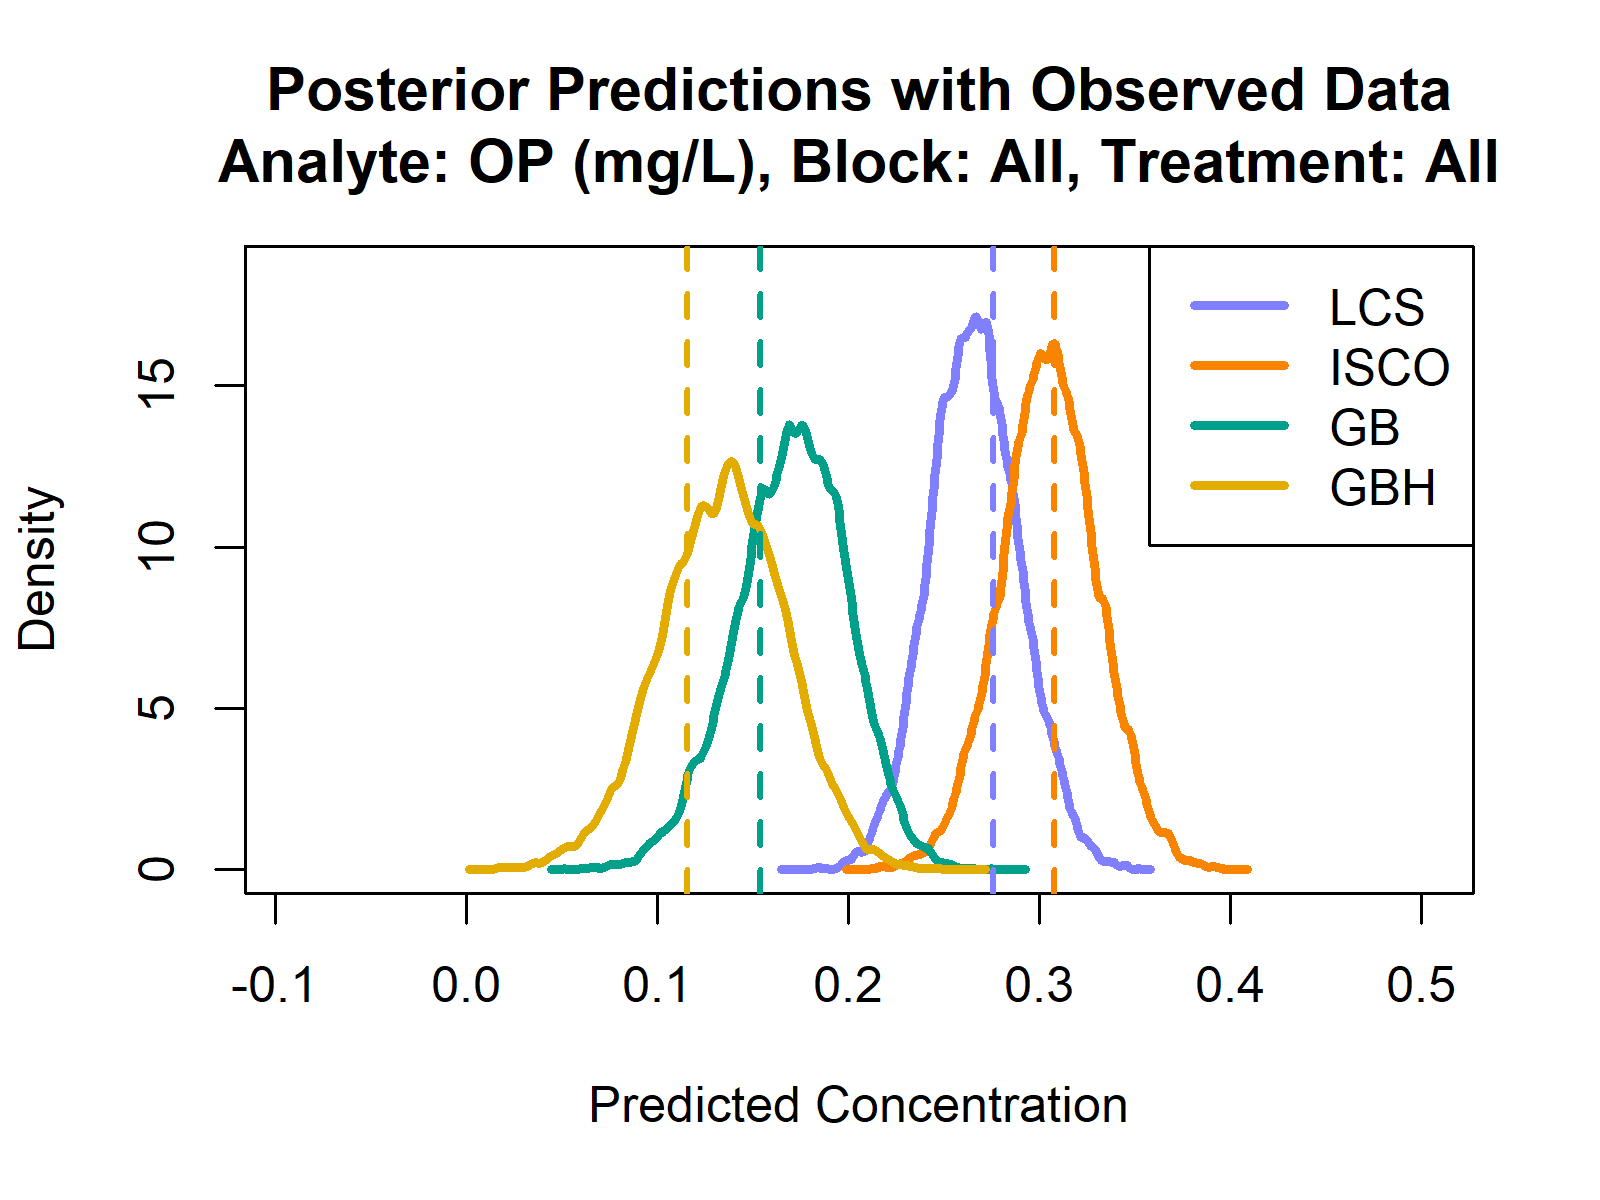 Posterior Predictions with Observed Data
Analyte: OP (mg/L), Block: All, Treatment: All
LCS
ISCO
GB
GBH
Density
15
10
5
0
-0.1 0.0 0.1 0.2 0.3 0.4 0.5
Predicted Concentration